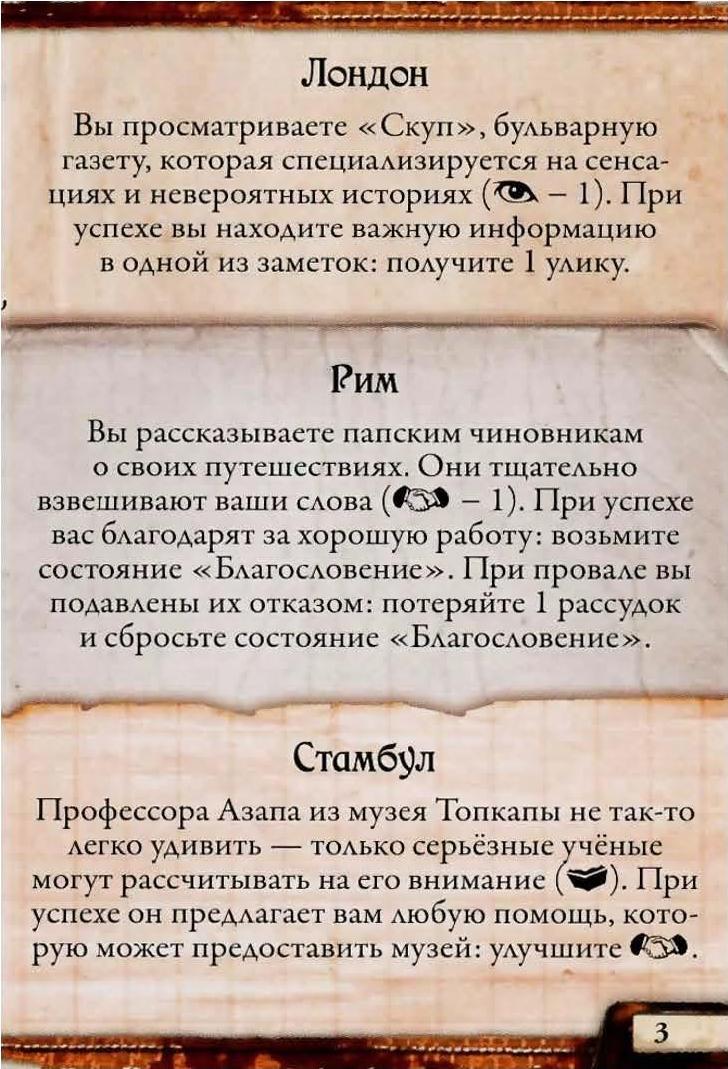 Лондон
Вы просматриваете «Скуп», бульварную
газету, которая специализируется на сенса-
циях и невероятных историях ( – 1). При
успехе вы находите важную информацию
в одной из заметок: получите 1 улику.
Рим
Вы рассказываете папским чиновникам
о своих путешествиях. Они тщательно
взвешивают ваши слова ( – 1). При успехе
вас благодарят за хорошую работу: возьмите
состояние «Благословение». При провале вы
подавлены их отказом: потеряйте 1 рассудок
и сбросьте состояние «Благословение».
Стамбул
Профессора Азапа из музея Топкапы не так-то
легко удивить — только серьёзные учёные
могут рассчитывать на его внимание (). При
успехе он предлагает вам любую помощь, кото-
рую может предоставить музей: улучшите .
3